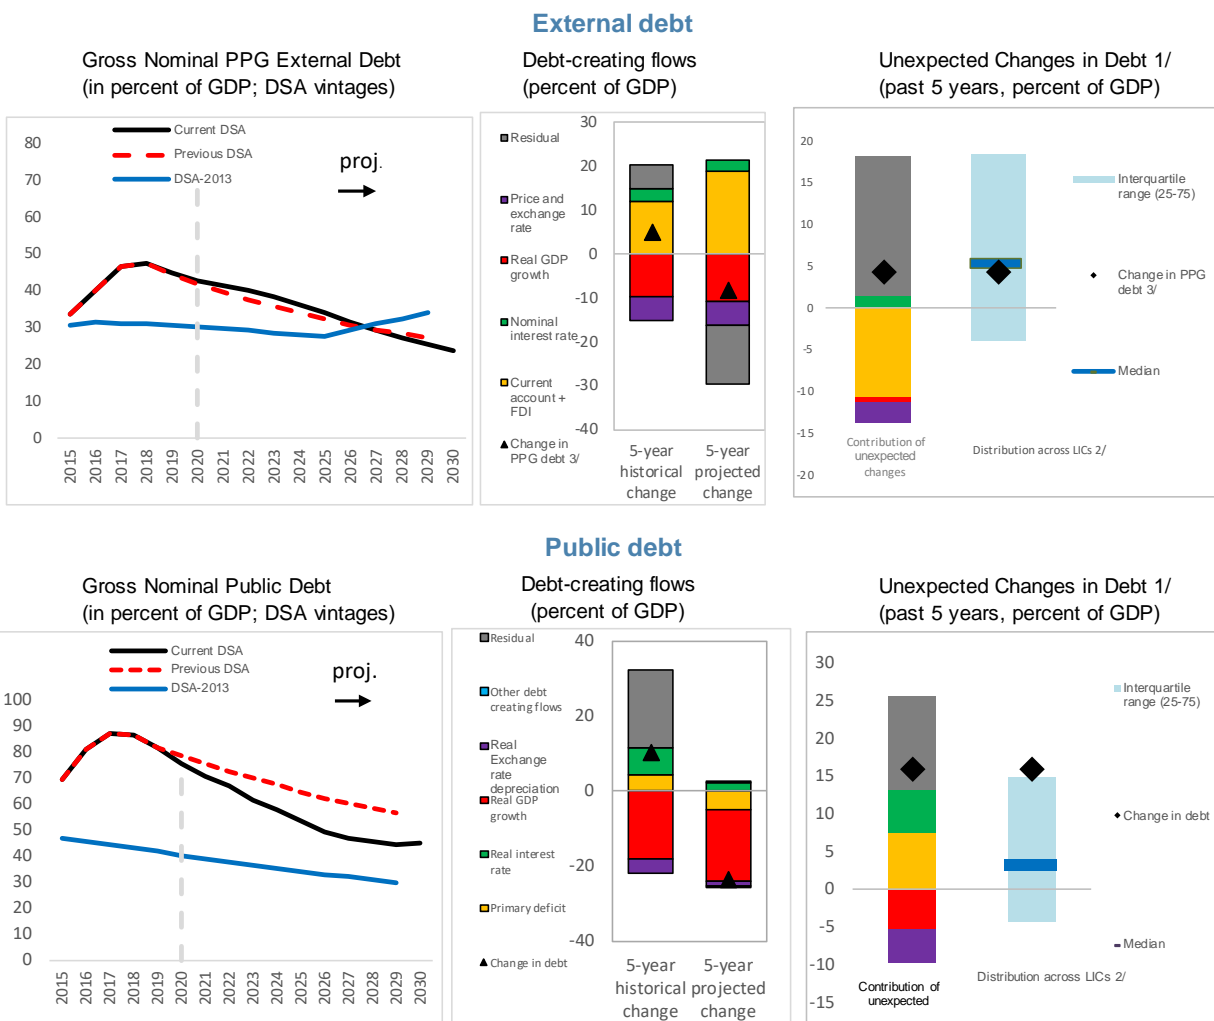 External debt
Gross Nominal PPG External Debt
(in percent of GDP; DSA vintages)
Current DSA
Previous DSA
DSA-2013
proj.
80
70
60
50
40
30
20
10
0
2015
2016
2017
2018
2019
2020
2021
2022
2023
2024
2025
2026
2027
2028
2029
2030
Debt-creating flows
(percent of GDP)
Residual
Price and
exchange
rate
Real GDP
growth
Nominal
interest rate
Current
account +
FDI
Change in
PPG debt 3/
30
20
10
0
-10
-20
-30
-40
5-year
historical
change
5-year
projected
change
Unexpected Changes in Debt 1/
(past 5 years, percent of GDP)
20
15
10
5
0
-5
-10
-15
-20
Contribution of
unexpected
changes
Distribution across LICs 2/
Interquartile
range (25-75)
Change in PPG
debt 3/
Median
Public debt
Gross Nominal Public Debt
(in percent of GDP; DSA vintages)
Current DSA
Previous DSA
DSA-2013
proj.
100
90
80
70
60
50
40
30
20
10
0
2015
2016
2017
2018
2019
2020
2021
2022
2023
2024
2025
2026
2027
2028
2029
2030
Debt-creating flows
(percent of GDP)
Residual
Other debt
creating flows
Real
Exchange
rate
depreciation
Real GDP
growth
Real interest
rate
Primary deficit
Change in debt
40
20
0
-20
-40
5-year
historical
change
5-year
projected
change
Unexpected Changes in Debt 1/
(past 5 years, percent of GDP)
30
25
20
15
10
5
0
-5
-10
-15
Contribution of
unexpected
Distribution across LICs 2/
Interquartile
range (25-75)
Change in debt
Median